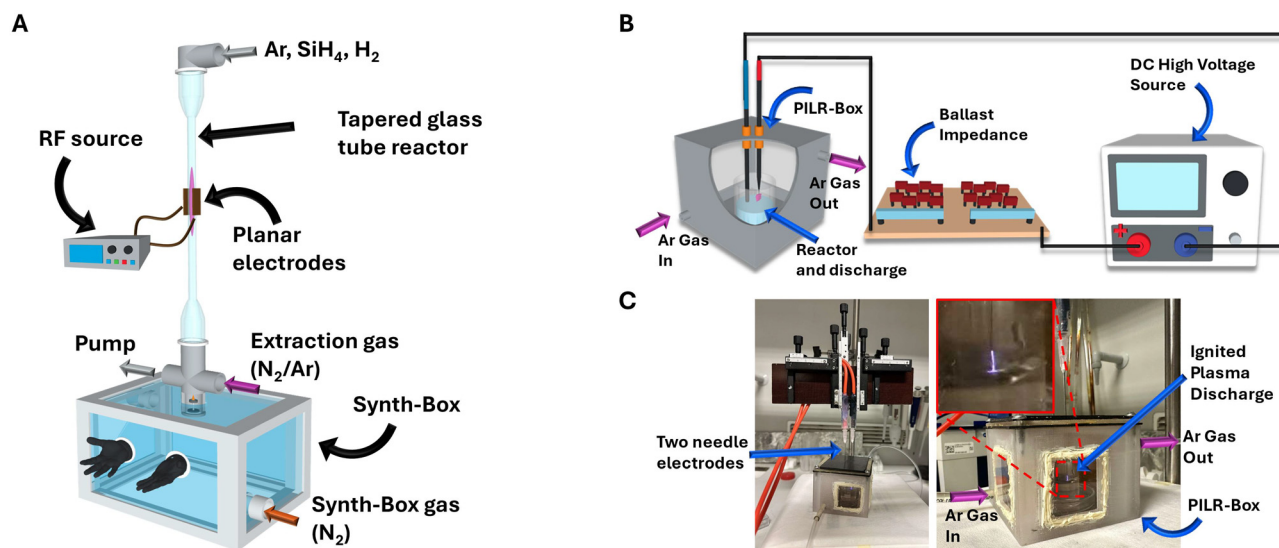 A
Ar, SiH₄, H₂
Tapered glass
tube reactor
RF source
Planar
electrodes
Pump
Extraction gas
(N₂/Ar)
Synth-Box
Synth-Box gas
(N₂)
B
DC High Voltage
Source
PILR-Box
Ballast
Impedance
Ar Gas
Out
Ar Gas
In
Reactor
and discharge
+
−
C
Two needle
electrodes
Ignited
Plasma
Discharge
Ar Gas
Out
Ar Gas
In
PILR-Box